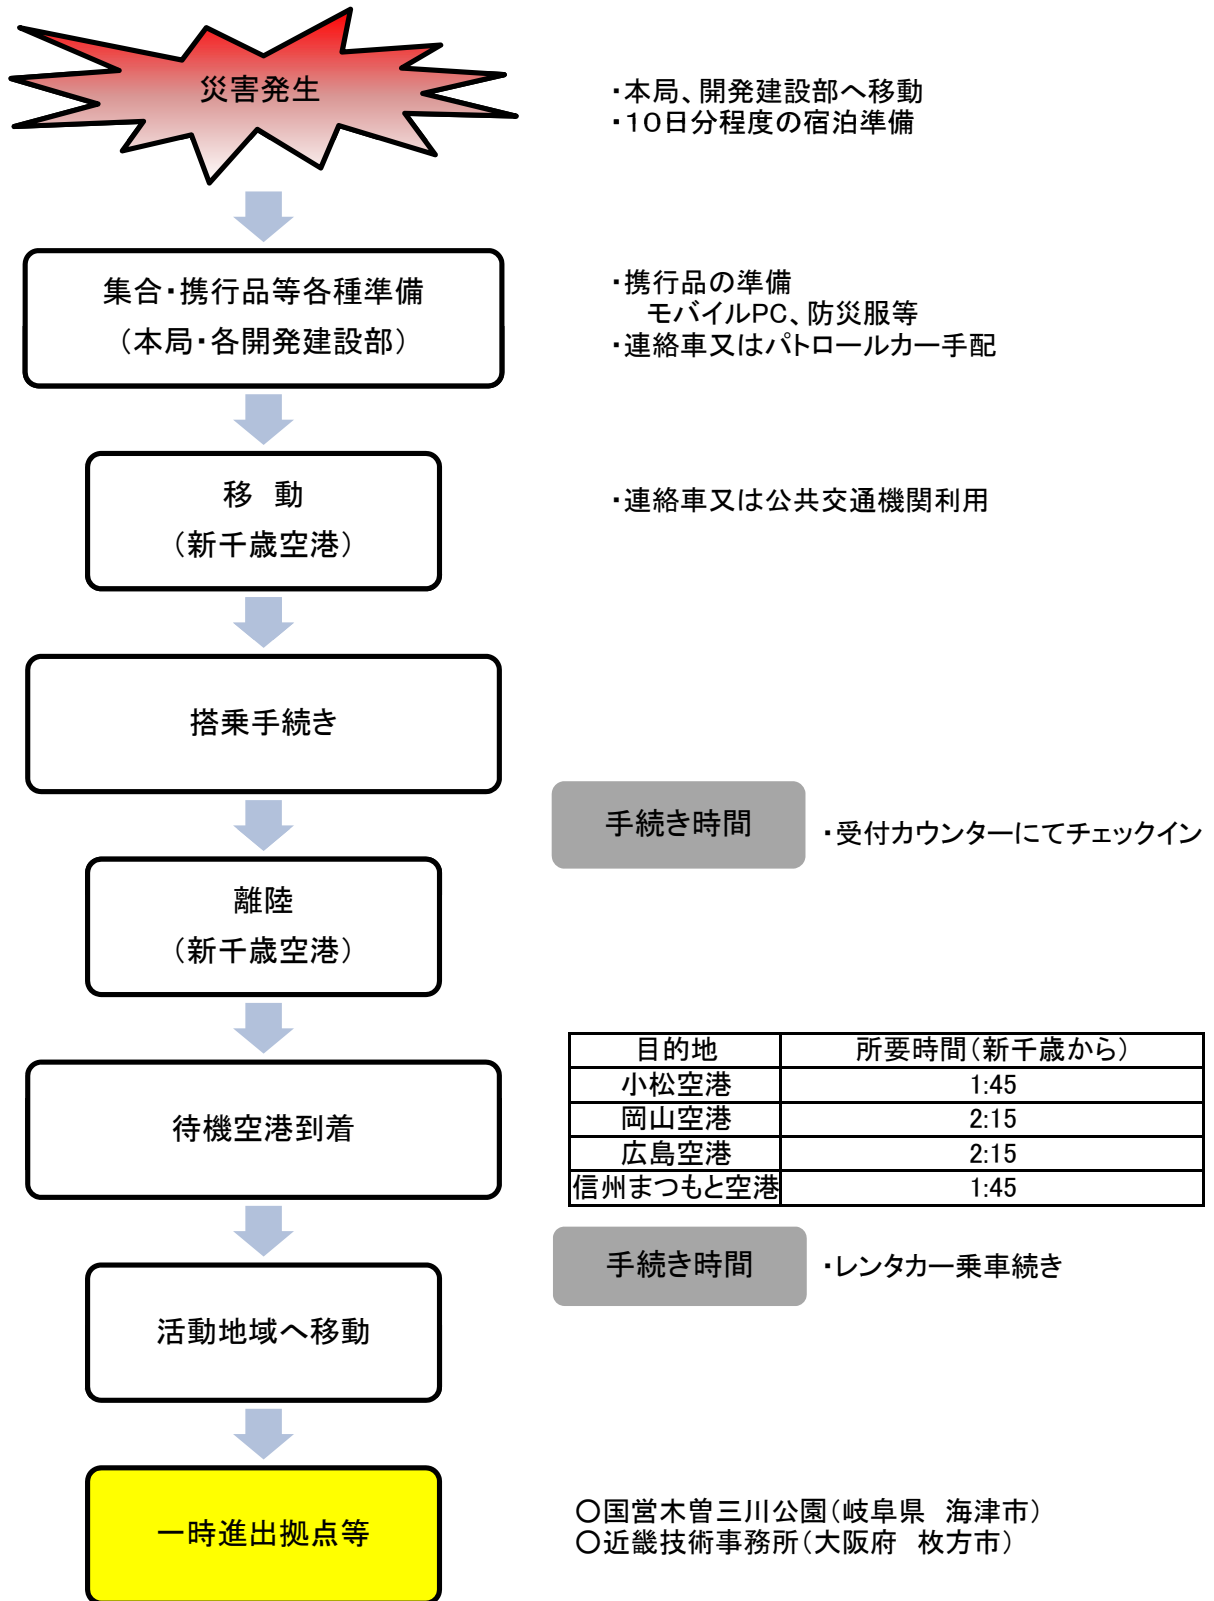 災害発生
・本局、開発建設部へ移動
・10日分程度の宿泊準備
集合・携行品等各種準備
（本局・各開発建設部）
・携行品の準備
モバイルPC、防災服等
・連絡車又はパトロールカー手配
移　動
（新千歳空港）
・連絡車又は公共交通機関利用
搭乗手続き
手続き時間
・受付カウンターにてチェックイン
離陸
（新千歳空港）
待機空港到着
目的地 所要時間（新千歳から）
小松空港 1:45
岡山空港 2:15
広島空港 2:15
信州まつもと空港 1:45
手続き時間
・レンタカー乗車続き
活動地域へ移動
一時進出拠点等
○国営木曽三川公園（岐阜県　海津市）
○近畿技術事務所（大阪府　枚方市）